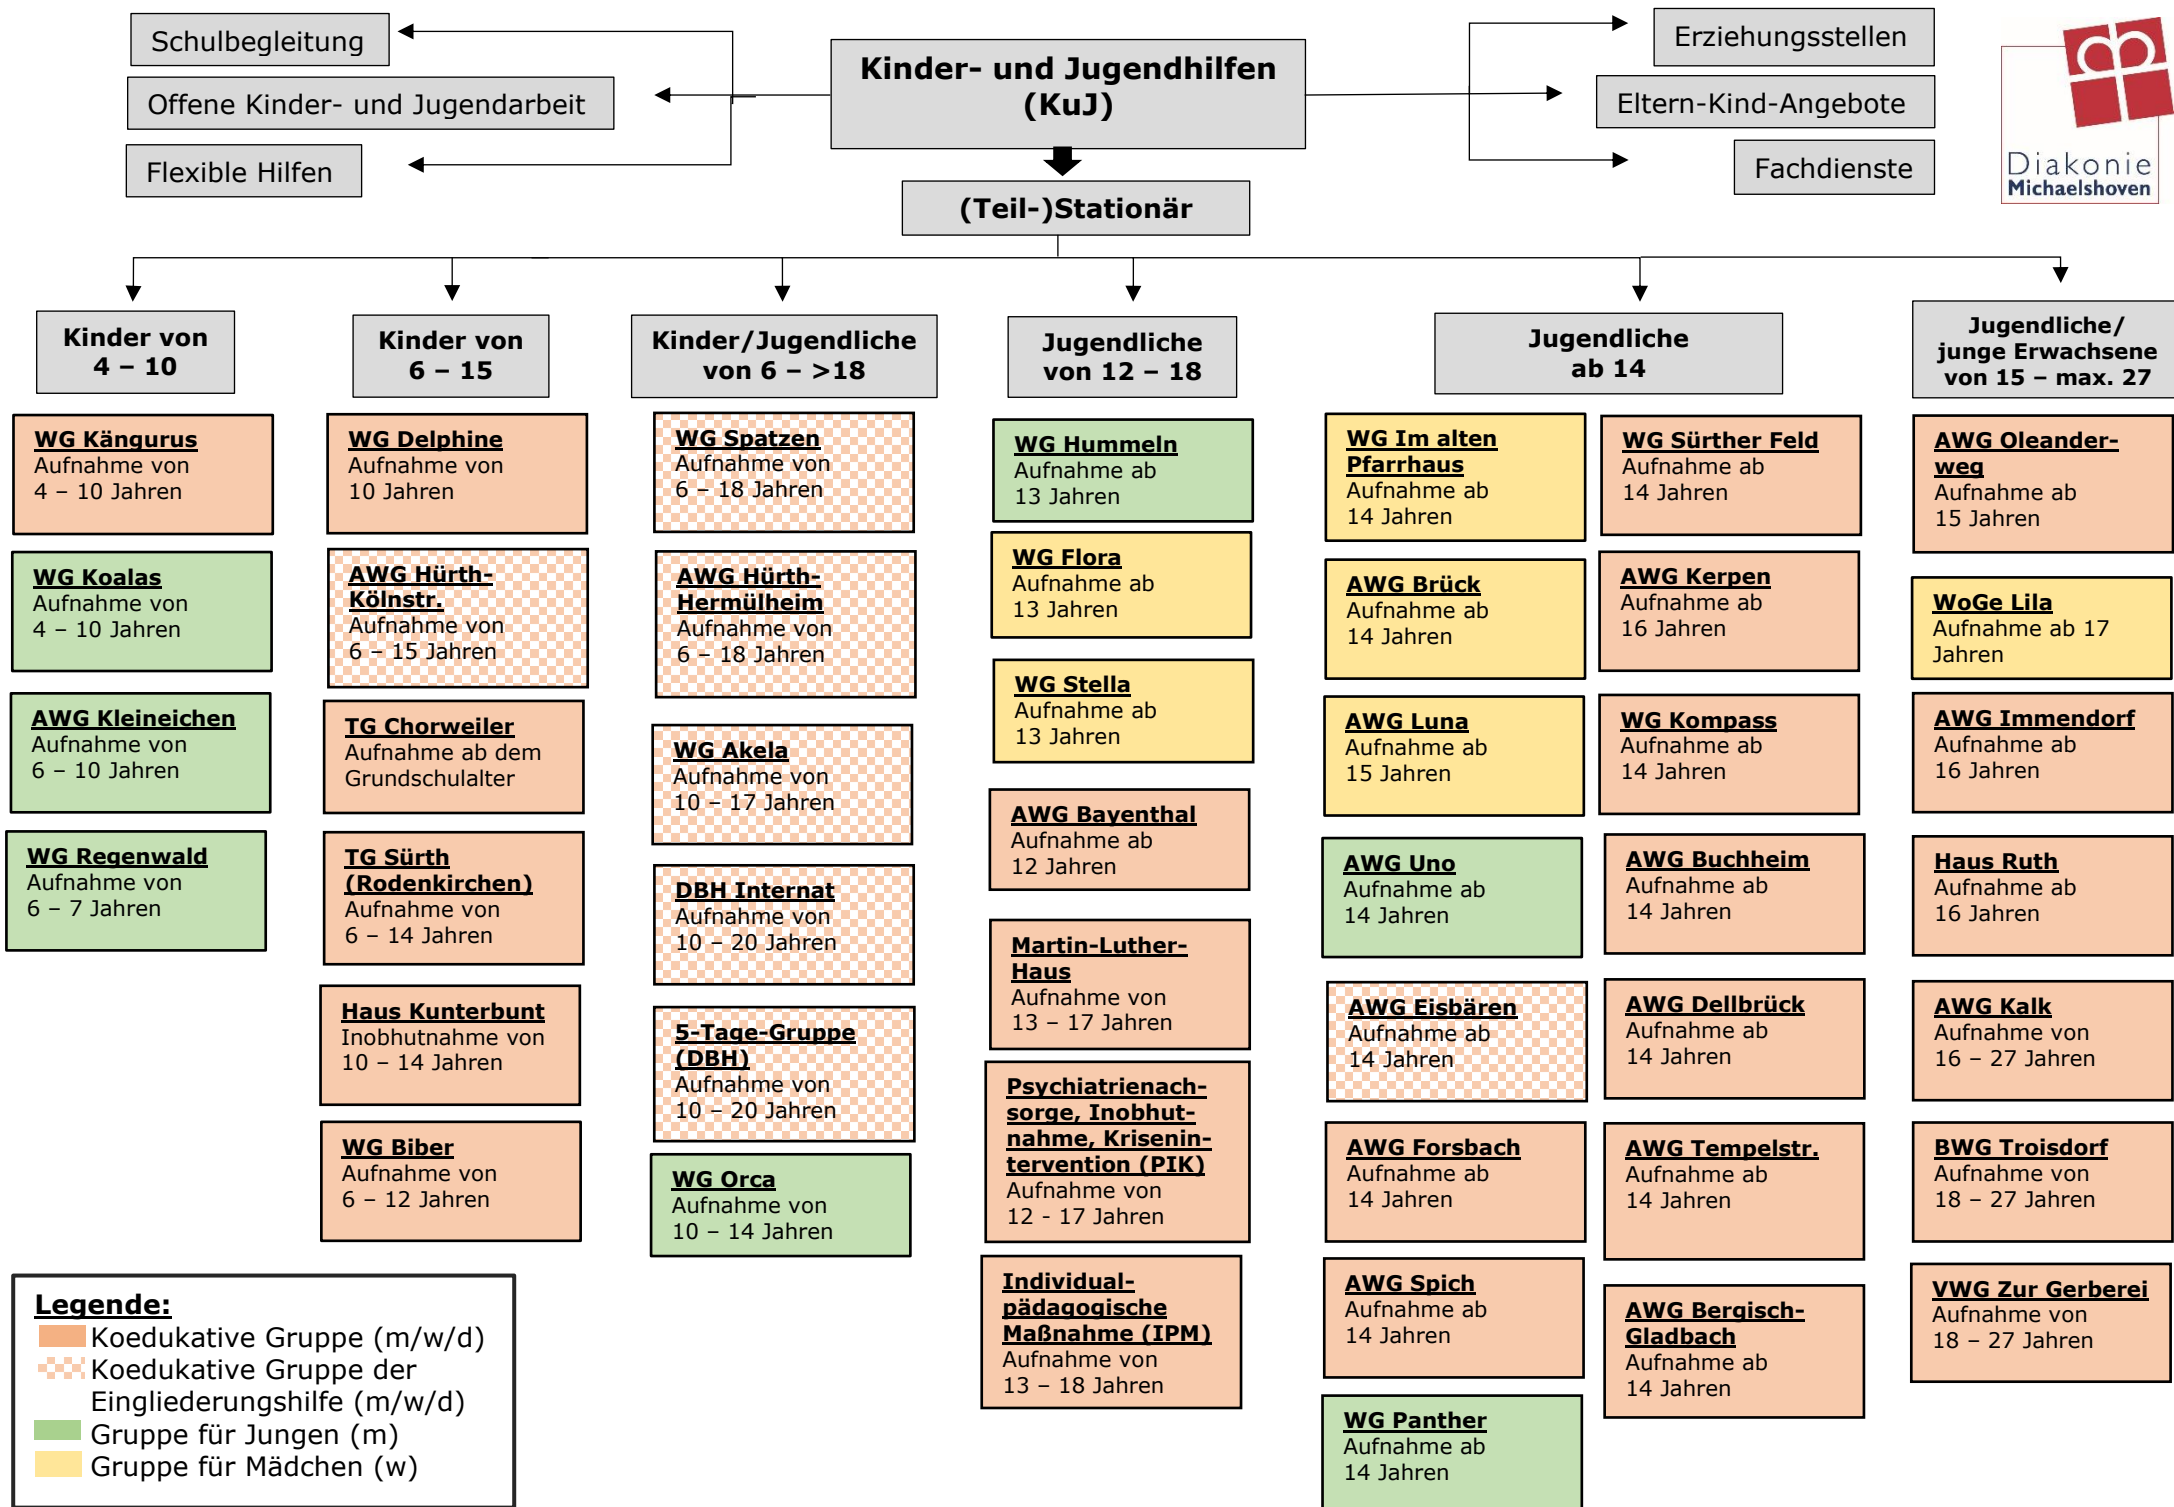 Schulbegleitung
Offene Kinder- und Jugendarbeit
Flexible Hilfen
Kinder- und Jugendhilfen
(KuJ)
(Teil-)Stationär
Erziehungsstellen
Eltern-Kind-Angebote
Fachdienste
Diakonie
Michaelshoven
Kinder von
4 – 10
WG Kängurus
Aufnahme von
4 – 10 Jahren
WG Koalas
Aufnahme von
4 – 10 Jahren
AWG Kleineichen
Aufnahme von
6 – 10 Jahren
WG Regenwald
Aufnahme von
6 – 7 Jahren
Kinder von
6 – 15
WG Delphine
Aufnahme von
10 Jahren
AWG Hürth-
Kölnstr.
Aufnahme von
6 – 15 Jahren
TG Chorweiler
Aufnahme ab dem
Grundschulalter
TG Sürth
(Rodenkirchen)
Aufnahme von
6 – 14 Jahren
Haus Kunterbunt
Inobhutnahme von
10 – 14 Jahren
WG Biber
Aufnahme von
6 – 12 Jahren
Kinder/Jugendliche
von 6 – >18
WG Spatzen
Aufnahme von
6 – 18 Jahren
AWG Hürth-
Hermülheim
Aufnahme von
6 – 18 Jahren
WG Akela
Aufnahme von
10 – 17 Jahren
DBH Internat
Aufnahme von
10 – 20 Jahren
5-Tage-Gruppe
(DBH)
Aufnahme von
10 – 20 Jahren
WG Orca
Aufnahme von
10 – 14 Jahren
Jugendliche
von 12 – 18
WG Hummeln
Aufnahme ab
13 Jahren
WG Flora
Aufnahme ab
13 Jahren
WG Stella
Aufnahme ab
13 Jahren
AWG Bayenthal
Aufnahme ab
12 Jahren
Martin-Luther-
Haus
Aufnahme von
13 – 17 Jahren
Psychiatrienach-
sorge, Inobhut-
nahme, Krisenin-
tervention (PIK)
Aufnahme von
12 - 17 Jahren
Individual-
pädagogische
Maßnahme (IPM)
Aufnahme von
13 – 18 Jahren
Jugendliche
ab 14
WG Im alten
Pfarrhaus
Aufnahme ab
14 Jahren
AWG Brück
Aufnahme ab
14 Jahren
AWG Luna
Aufnahme ab
15 Jahren
AWG Uno
Aufnahme ab
14 Jahren
AWG Eisbären
Aufnahme ab
14 Jahren
AWG Forsbach
Aufnahme ab
14 Jahren
AWG Spich
Aufnahme ab
14 Jahren
WG Panther
Aufnahme ab
14 Jahren
WG Sürther Feld
Aufnahme ab
14 Jahren
AWG Kerpen
Aufnahme ab
16 Jahren
WG Kompass
Aufnahme ab
14 Jahren
AWG Buchheim
Aufnahme ab
14 Jahren
AWG Dellbrück
Aufnahme ab
14 Jahren
AWG Tempelstr.
Aufnahme ab
14 Jahren
AWG Bergisch-
Gladbach
Aufnahme ab
14 Jahren
Jugendliche/
junge Erwachsene
von 15 – max. 27
AWG Oleander-
weg
Aufnahme ab
15 Jahren
WoGe Lila
Aufnahme ab 17
Jahren
AWG Immendorf
Aufnahme ab
16 Jahren
Haus Ruth
Aufnahme ab
16 Jahren
AWG Kalk
Aufnahme von
16 – 27 Jahren
BWG Troisdorf
Aufnahme von
18 – 27 Jahren
VWG Zur Gerberei
Aufnahme von
18 – 27 Jahren
Legende:
Koedukative Gruppe (m/w/d)
Koedukative Gruppe der
Eingliederungshilfe (m/w/d)
Gruppe für Jungen (m)
Gruppe für Mädchen (w)